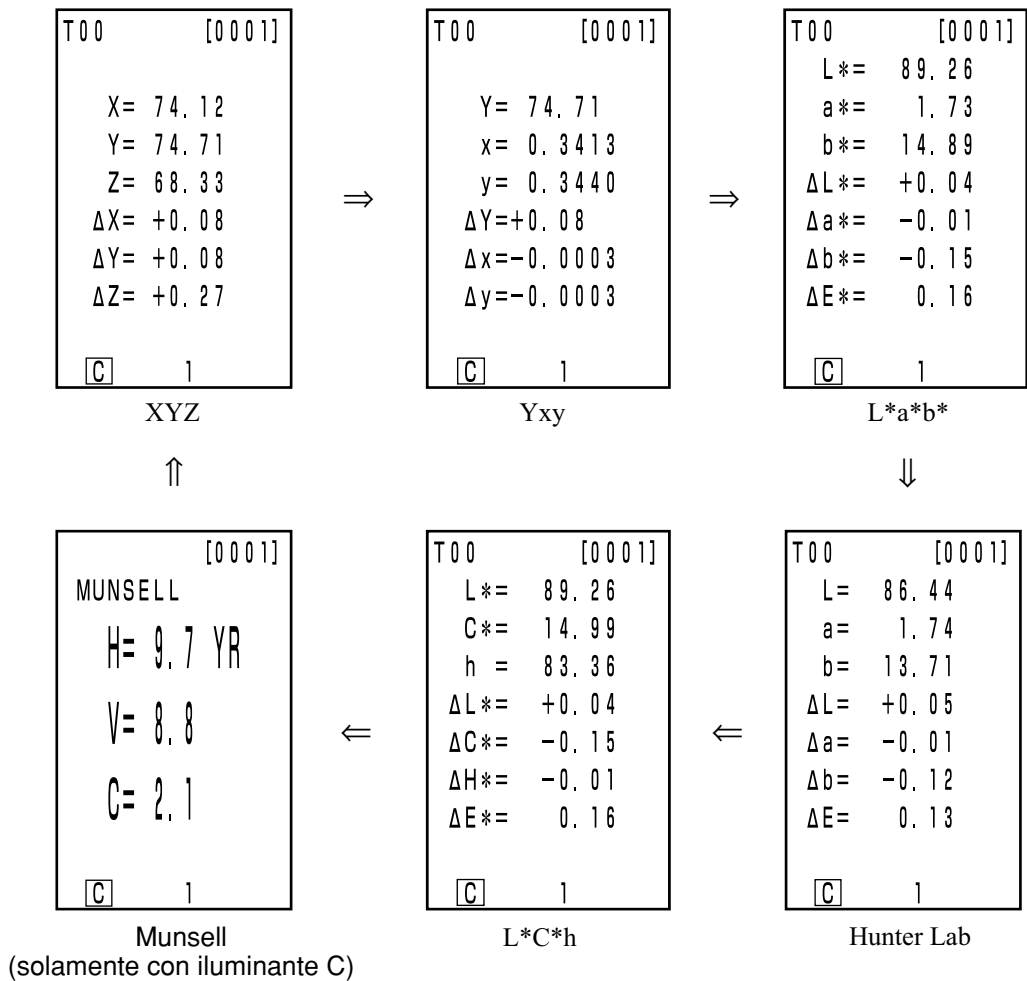 T00 [0001]
X= 74.12
Y= 74.71
Z= 68.33
ΔX= +0.08
ΔY= +0.08
ΔZ= +0.27
C 1
XYZ
⇒
T00 [0001]
Y= 74.71
x= 0.3413
y= 0.3440
ΔY=+0.08
Δx=-0.0003
Δy=-0.0003
C 1
Yxy
⇒
T00 [0001]
L*= 89.26
a*= 1.73
b*= 14.89
ΔL*= +0.04
Δa*= -0.01
Δb*= -0.15
ΔE*= 0.16
C 1
L*a*b*
⇑
⇓
[0001]
MUNSELL
H= 9.7 YR
V= 8.8
C= 2.1
C 1
Munsell
(solamente con iluminante C)
⇐
T00 [0001]
L*= 89.26
C*= 14.99
h = 83.36
ΔL*= +0.04
ΔC*= -0.15
ΔH*= -0.01
ΔE*= 0.16
C 1
L*C*h
⇐
T00 [0001]
L= 86.44
a= 1.74
b= 13.71
ΔL= +0.05
Δa= -0.01
Δb= -0.12
ΔE= 0.13
C 1
Hunter Lab